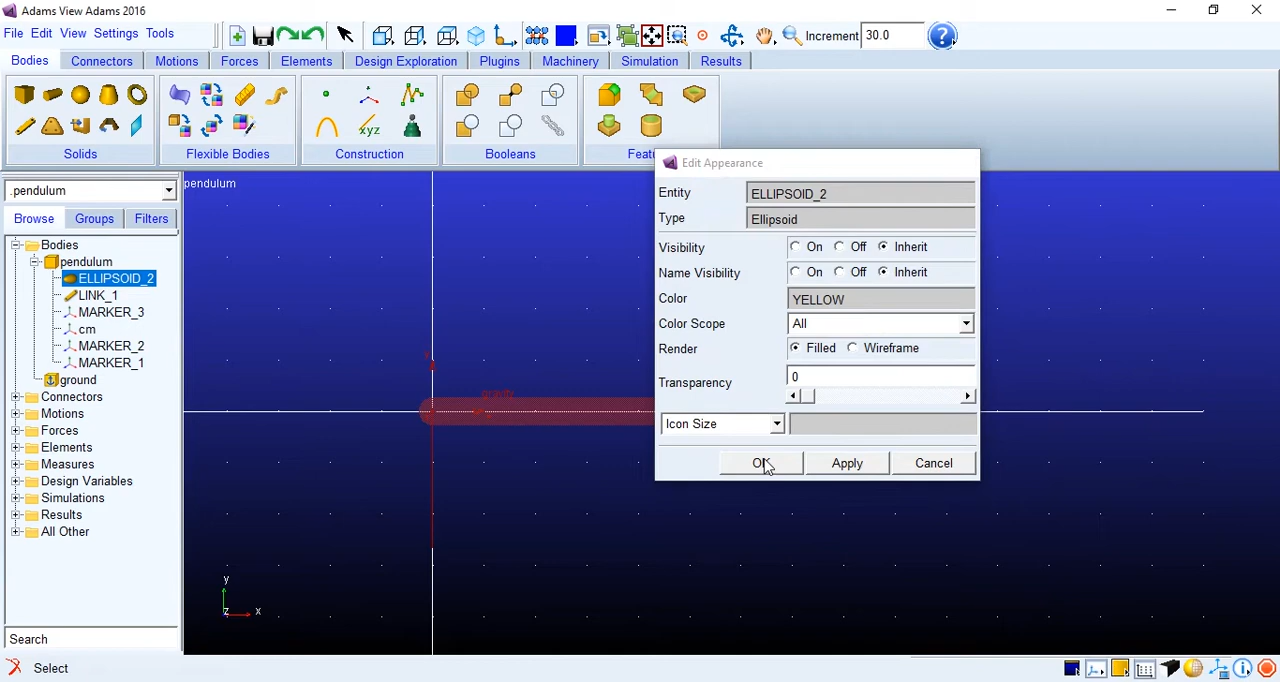 Adams View Adams 2016
File Edit View Settings Tools
Increment 30.0
Bodies Connectors Motions Forces Elements Design Exploration Plugins Machinery Simulation Results
xyz
Solids Flexible Bodies Construction Booleans Featu
.pendulum
Browse Groups Filters
Bodies
pendulum
ELLIPSOID_2
LINK_1
MARKER_3
cm
MARKER_2
MARKER_1
ground
Connectors
Motions
Forces
Elements
Measures
Design Variables
Simulations
Results
All Other
Search
Select
pendulum
gravity
y
z x
Edit Appearance
Entity ELLIPSOID_2
Type Ellipsoid
Visibility On Off Inherit
Name Visibility On Off Inherit
Color YELLOW
Color Scope All
Render Filled Wireframe
Transparency 0
Icon Size
OK Apply Cancel